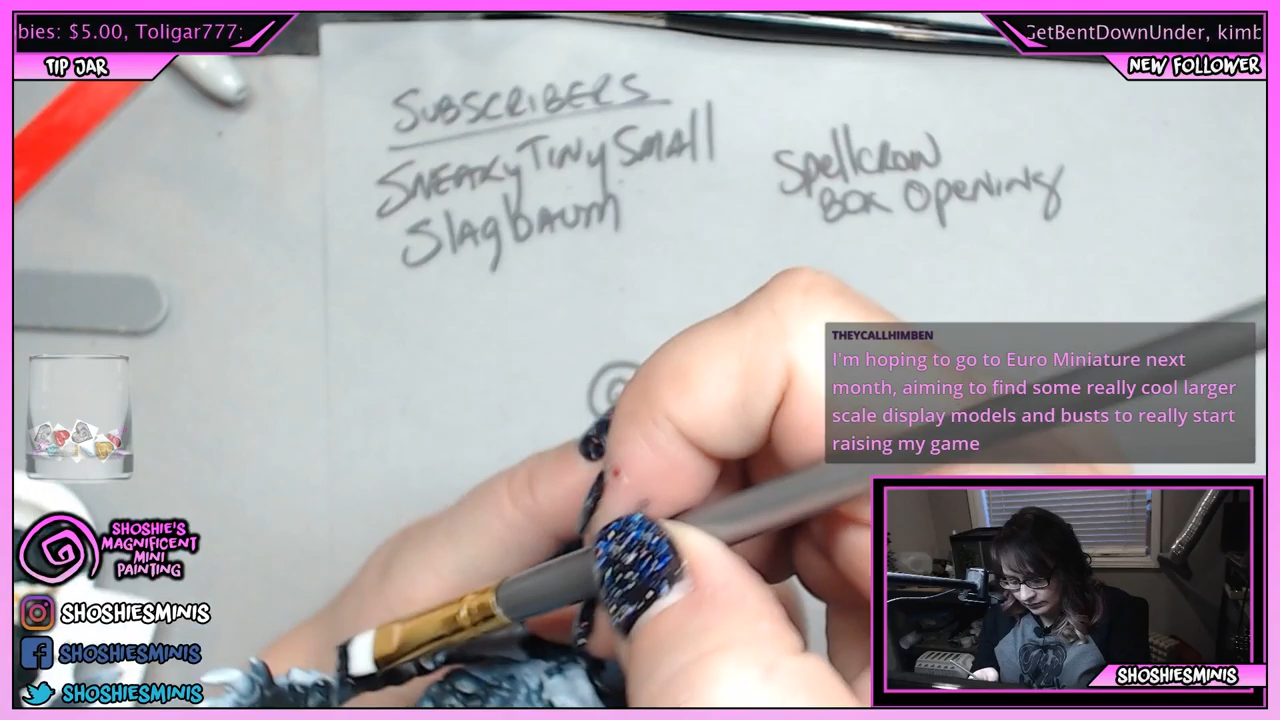 bies: $5.00, Toligar777:
GetBentDownUnder, kimb
TIP JAR
NEW FOLLOWER
SUBSCRIBERS
SNEAKyTINySMAll
SlagbAUM
Spellcrow
BOX OpENING
THEYCALLHIMBEN
I'm hoping to go to Euro Miniature next
month, aiming to find some really cool larger
scale display models and busts to really start
raising my game
SHOSHIE'S
MAGNIFICENT
MINI
PAINTING
SHOSHIESMINIS
SHOSHIESMINIS
SHOSHIESMINIS
SHOSHIESMINIS